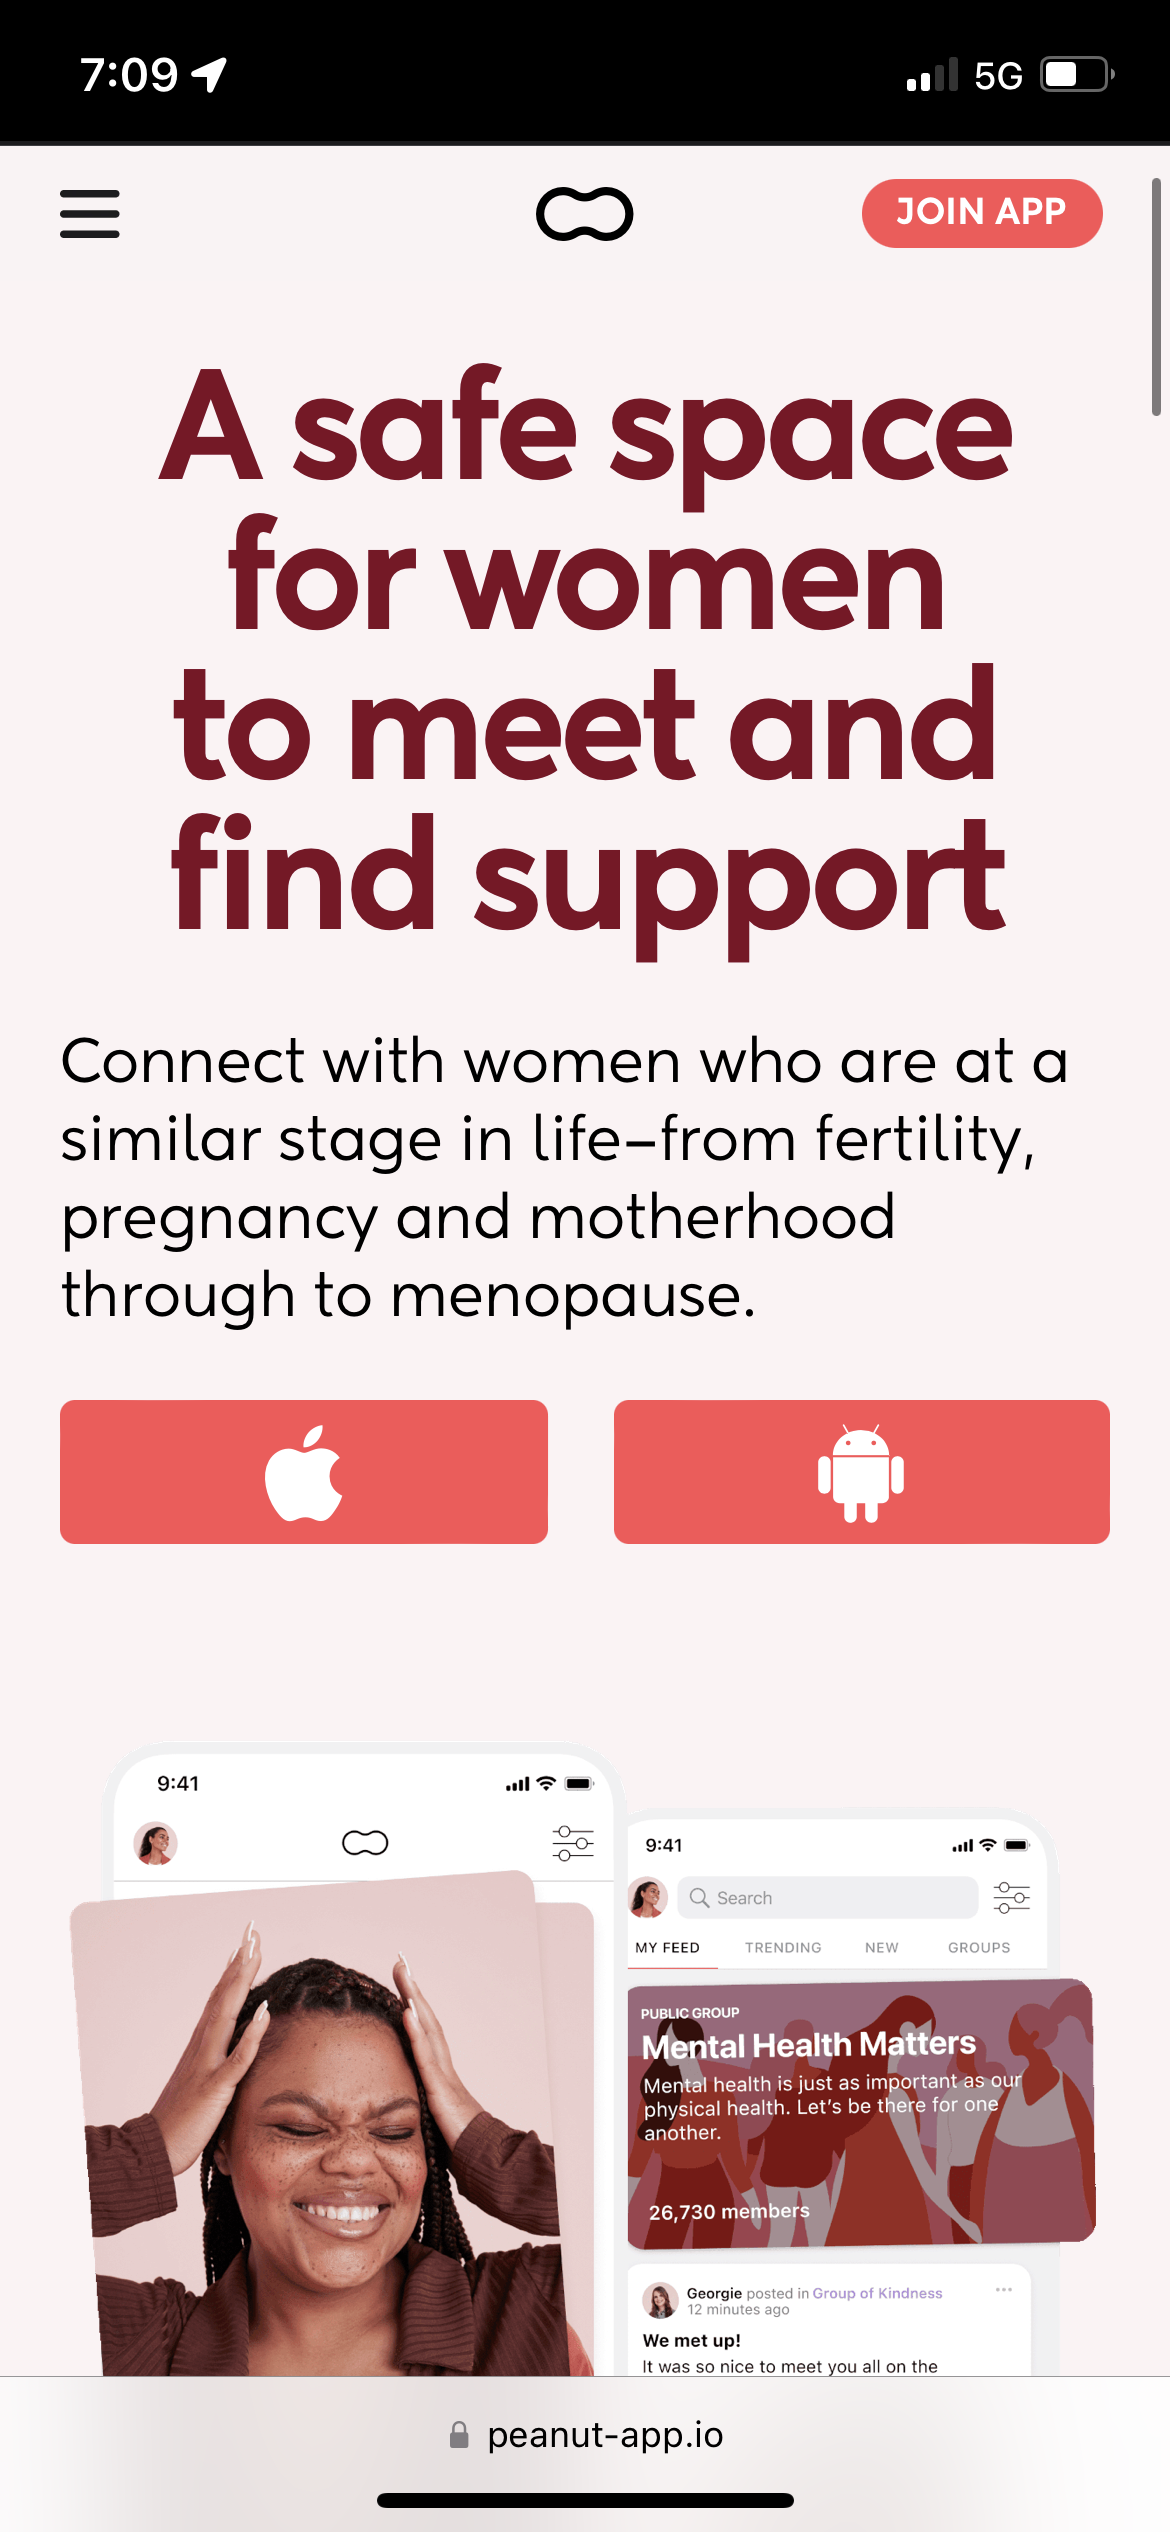 7:09
5G
JOIN APP
A safe space
for women
to meet and
find support
Connect with women who are at a
similar stage in life–from fertility,
pregnancy and motherhood
through to menopause.
9:41
9:41
Search
MY FEED TRENDING NEW GROUPS
PUBLIC GROUP
Mental Health Matters
Mental health is just as important as our
physical health. Let's be there for one
another.
26,730 members
Georgie posted in Group of Kindness
12 minutes ago
We met up!
It was so nice to meet you all on the
peanut-app.io